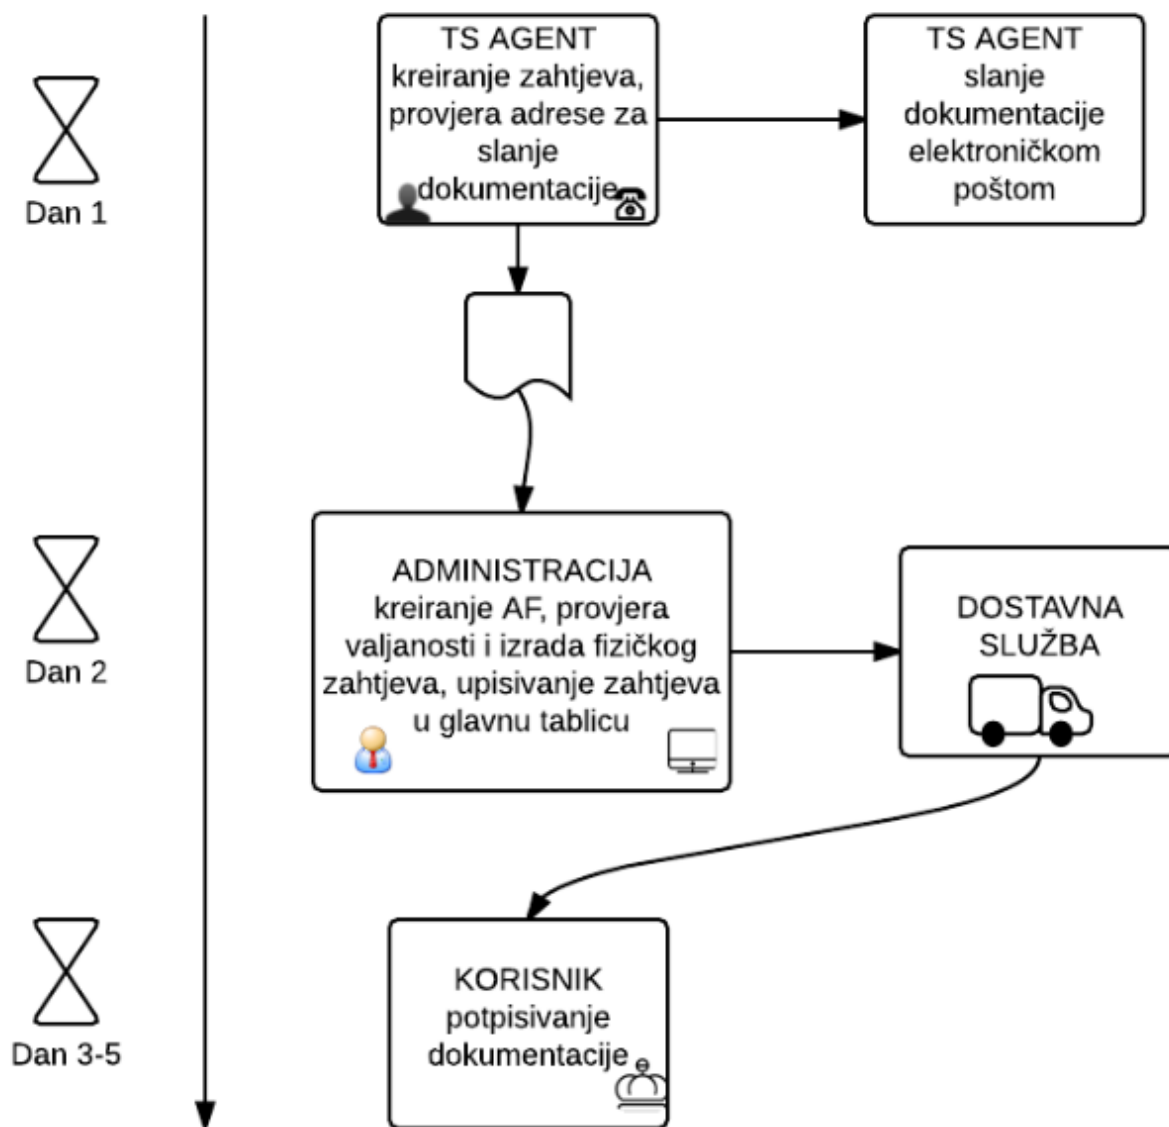 TS AGENT
kreiranje zahtjeva,
provjera adrese za
slanje
dokumentacije
TS AGENT
slanje
dokumentacije
elektroničkom
poštom
Dan 1
ADMINISTRACIJA
kreiranje AF, provjera
valjanosti i izrada fizičkog
zahtjeva, upisivanje zahtjeva
u glavnu tablicu
DOSTAVNA
SLUŽBA
Dan 2
KORISNIK
potpisivanje
dokumentacije
Dan 3-5